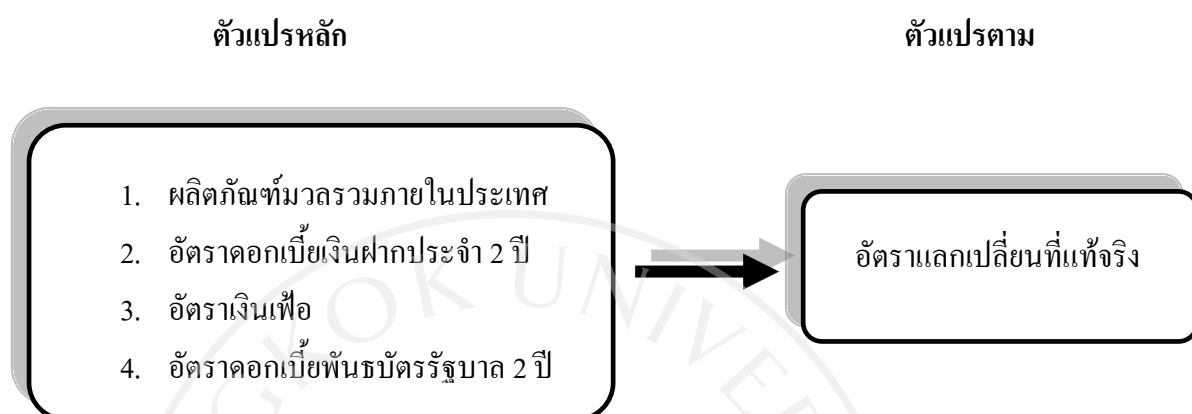 ตัวแปรหลัก
ตัวแปรตาม
1. ผลิตภัณฑ์มวลรวมภายในประเทศ
2. อัตราดอกเบี้ยเงินฝากประจำ 2 ปี
3. อัตราเงินเฟ้อ
4. อัตราดอกเบี้ยพันธบัตรรัฐบาล 2 ปี
อัตราแลกเปลี่ยนที่แท้จริง